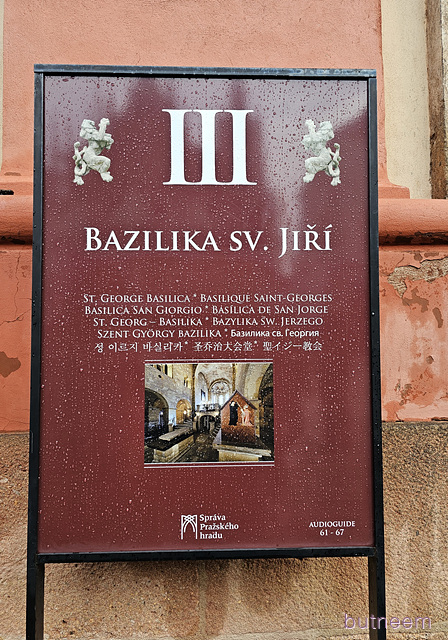 III
BAZILIKA SV. JIŘÍ
ST. GEORGE BASILICA * BASILIQUE SAINT-GEORGES
BASILICA SAN GIORGIO * BASÍLICA DE SAN JORGE
ST. GEORG – BASILIKA * BAZYLIKA ŚW. JERZEGO
SZENT GYÖRGY BAZILIKA * Базилика св. Георгия
성 이르지 바실리카* 圣乔治大会堂* 聖イジー教会
Správa
Pražského
hradu
AUDIOGUIDE
61 - 67
butneem